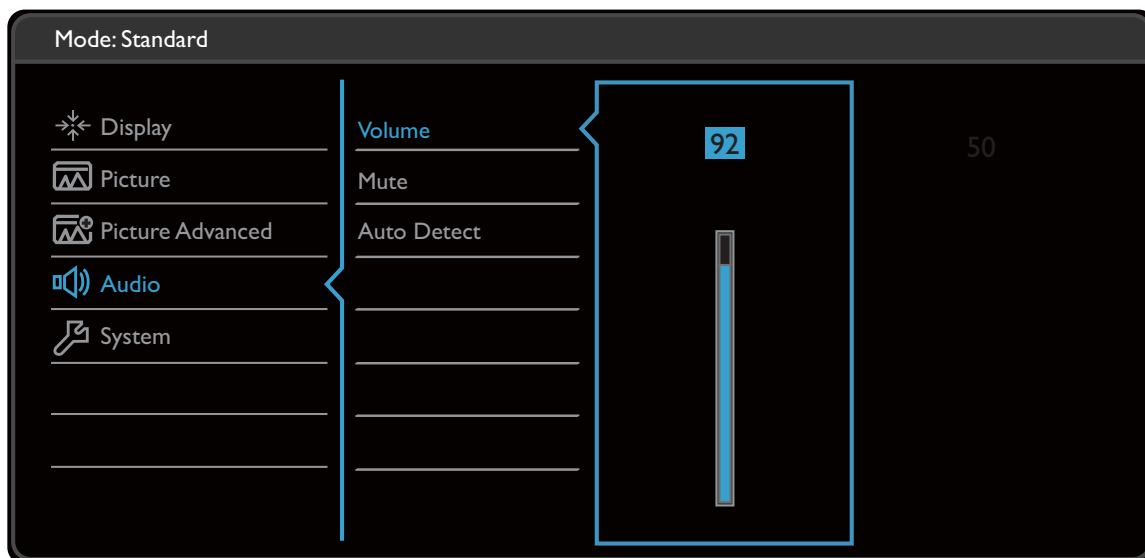 Mode: Standard
Display
Picture
Picture Advanced
Audio
System
Volume
Mute
Auto Detect
92
50